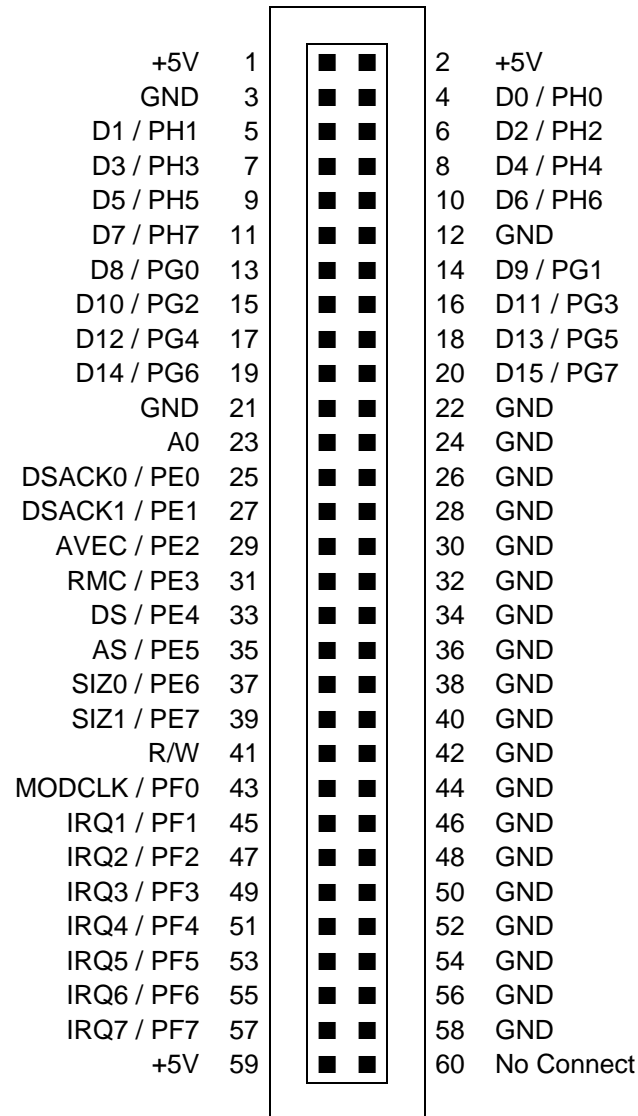 +5V 1 2 +5V
GND 3 4 D0 / PH0
D1 / PH1 5 6 D2 / PH2
D3 / PH3 7 8 D4 / PH4
D5 / PH5 9 10 D6 / PH6
D7 / PH7 11 12 GND
D8 / PG0 13 14 D9 / PG1
D10 / PG2 15 16 D11 / PG3
D12 / PG4 17 18 D13 / PG5
D14 / PG6 19 20 D15 / PG7
GND 21 22 GND
A0 23 24 GND
DSACK0 / PE0 25 26 GND
DSACK1 / PE1 27 28 GND
AVEC / PE2 29 30 GND
RMC / PE3 31 32 GND
DS / PE4 33 34 GND
AS / PE5 35 36 GND
SIZ0 / PE6 37 38 GND
SIZ1 / PE7 39 40 GND
R/W 41 42 GND
MODCLK / PF0 43 44 GND
IRQ1 / PF1 45 46 GND
IRQ2 / PF2 47 48 GND
IRQ3 / PF3 49 50 GND
IRQ4 / PF4 51 52 GND
IRQ5 / PF5 53 54 GND
IRQ6 / PF6 55 56 GND
IRQ7 / PF7 57 58 GND
+5V 59 60 No Connect